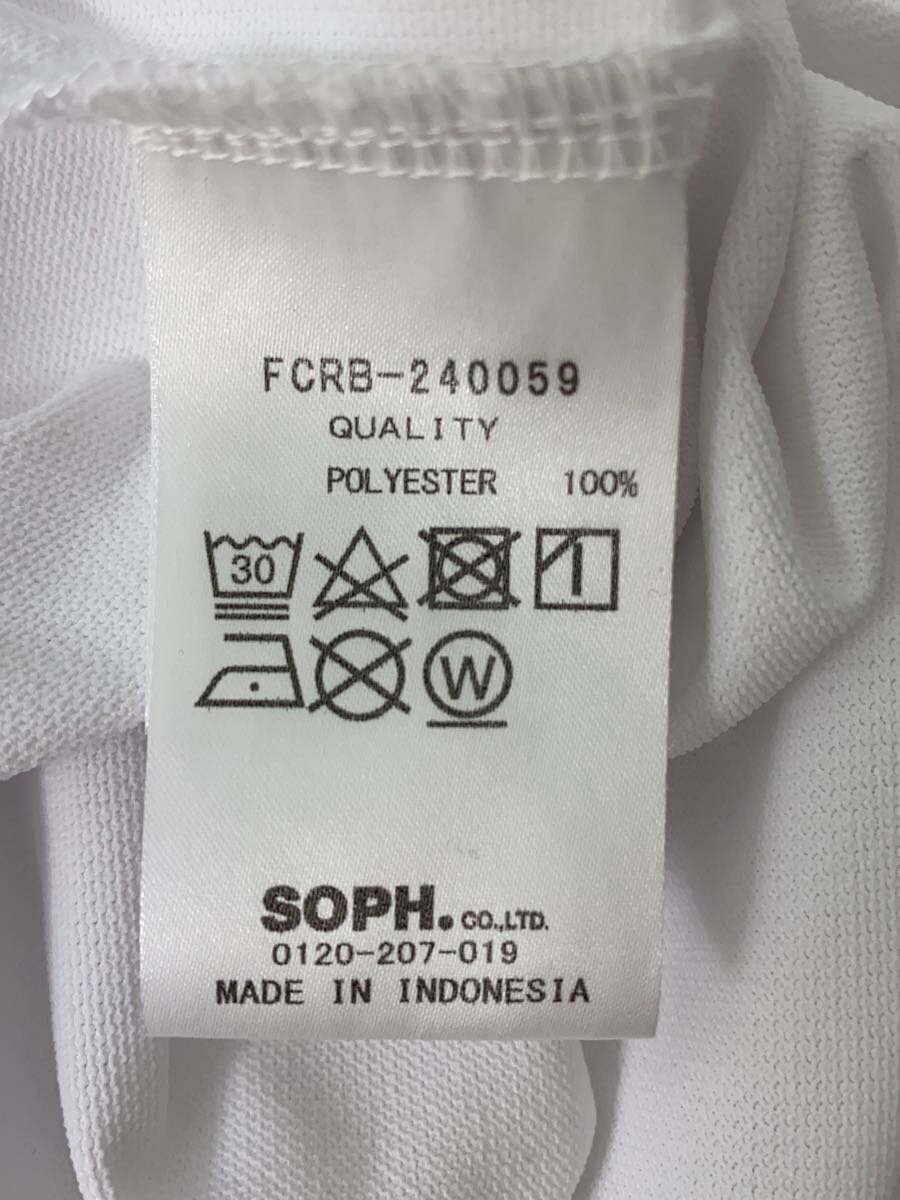 FCRB-240059
QUALITY
POLYESTER 100%
30
W
SOPH. CO.,LTD.
0120-207-019
MADE IN INDONESIA